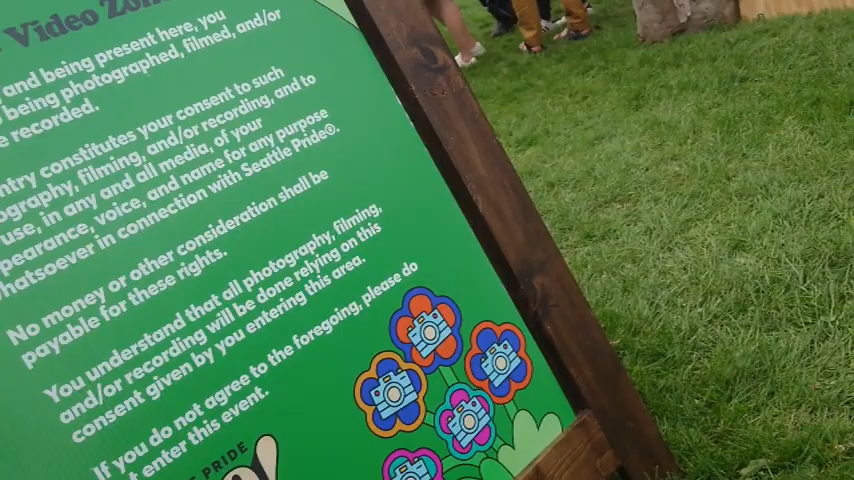 Video Zon
and being present here, you
being photographed, filmed, and/or
e recorded.
ntry constitutes your consent to such
ography, filming, and/or recording, and to
use, in any and all media, of your
pearance, voice, and name for any purpose
hatsoever in connection with Seattle Pride®.
No money or other consideration shall be
payable for these rights.
You understand that all photography, filming,
and/or recording will be done relying on this
consent given by you entering this area.
If you do not agree to the foregoing, please do
t enter this event.
PRIDE